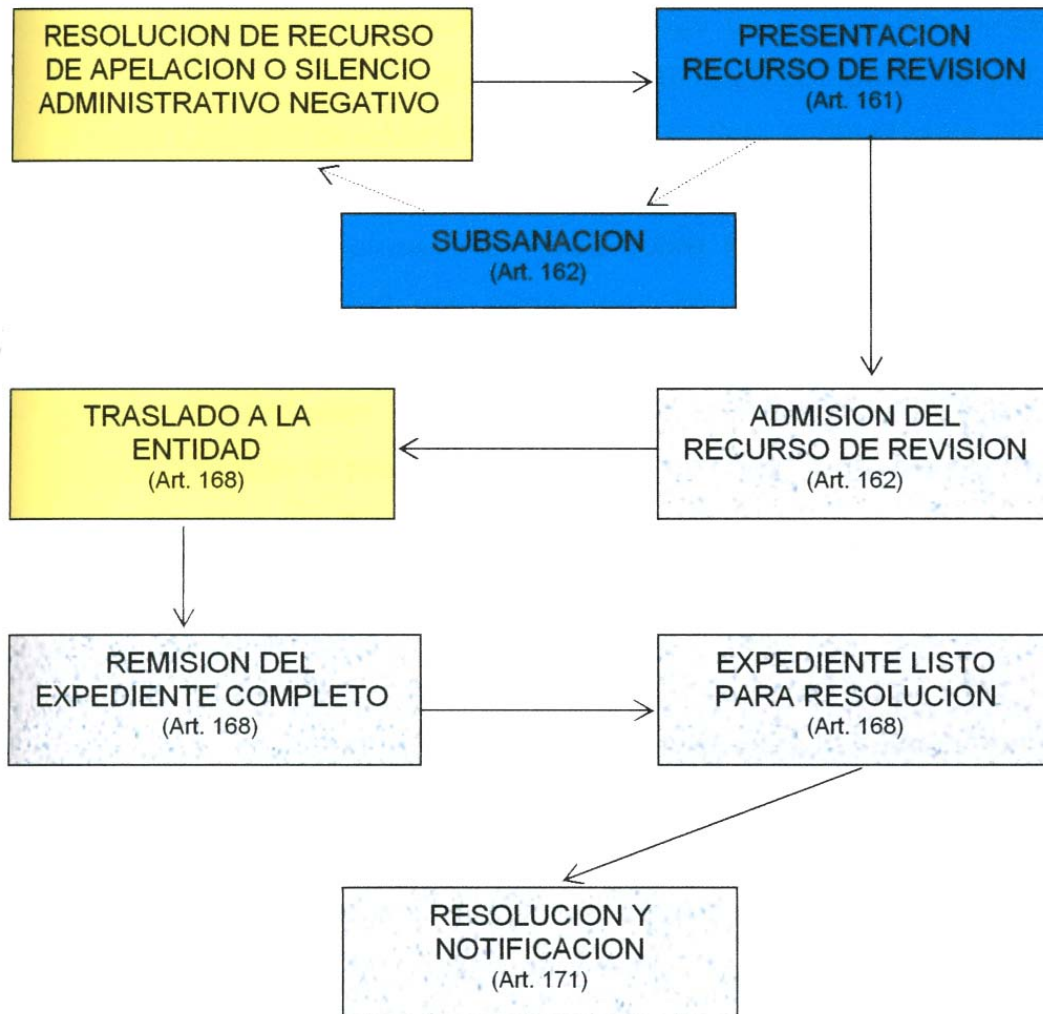 RESOLUCION DE RECURSO
DE APELACION O SILENCIO
ADMINISTRATIVO NEGATIVO
PRESENTACION
RECURSO DE REVISION
(Art. 161)
SUBSANACION
(Art. 162)
TRASLADO A LA
ENTIDAD
(Art. 168)
ADMISION DEL
RECURSO DE REVISION
(Art. 162)
REMISION DEL
EXPEDIENTE COMPLETO
(Art. 168)
EXPEDIENTE LISTO
PARA RESOLUCION
(Art. 168)
RESOLUCION Y
NOTIFICACION
(Art. 171)